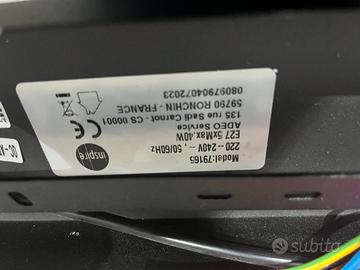 inspire
Model:79165
220 – 240V ~, 50/60Hz
E27 5xMax.40W
CE
ADEO Service
135 rue Sadi Carnot - CS 00001
59790 RONCHIN - FRANCE
08097904072023
subito